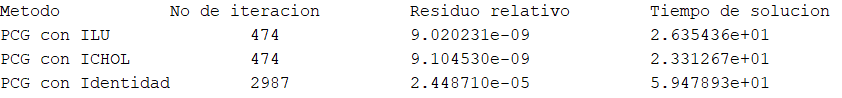 Metodo No de iteracion Residuo relativo Tiempo de solucion
PCG con ILU 474 9.020231e-09 2.635436e+01
PCG con ICHOL 474 9.104530e-09 2.331267e+01
PCG con Identidad 2987 2.448710e-05 5.947893e+01